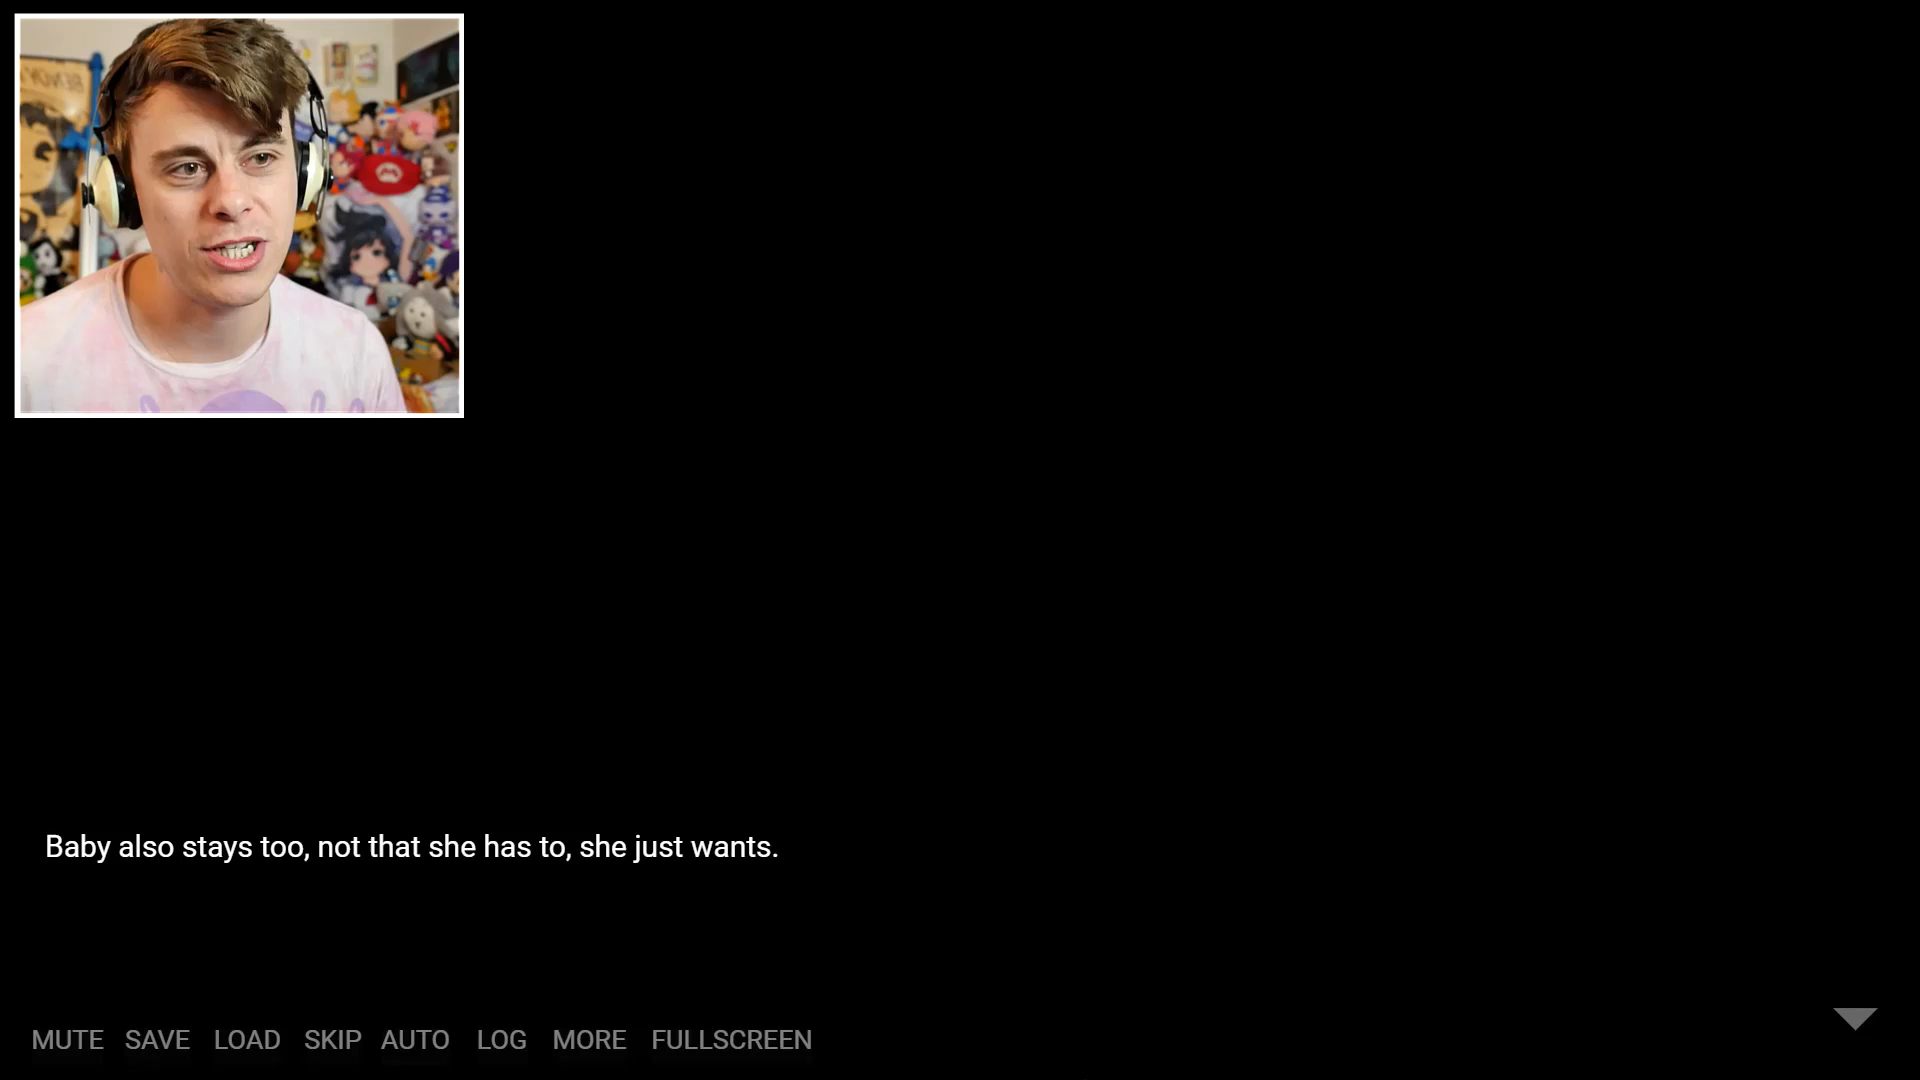 Baby also stays too, not that she has to, she just wants.
MUTE SAVE LOAD SKIP AUTO LOG MORE FULLSCREEN